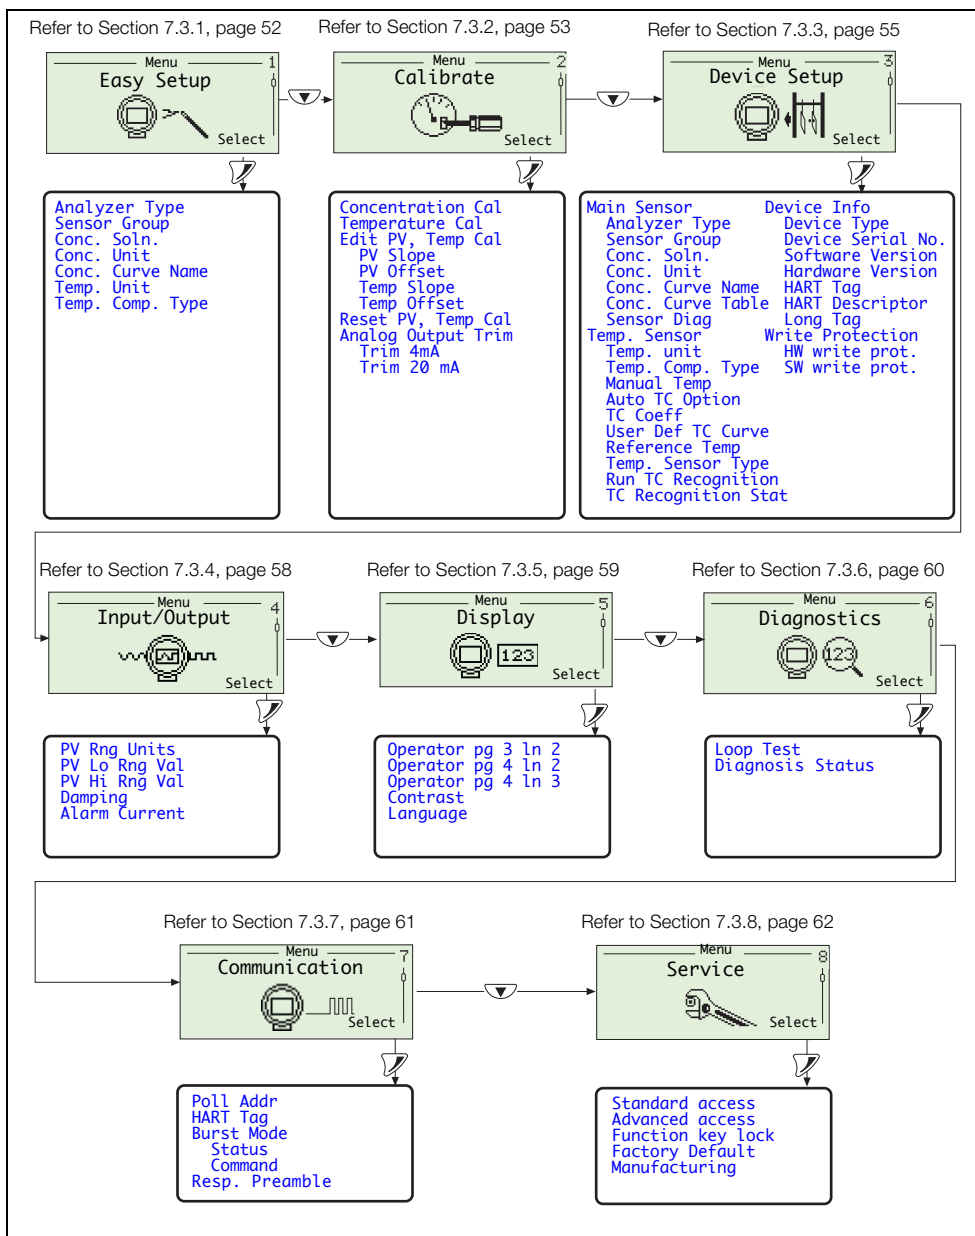 Refer to Section 7.3.1, page 52
Menu
1
Easy Setup
Select
Analyzer Type
Sensor Group
Conc. Soln.
Conc. Unit
Conc. Curve Name
Temp. Unit
Temp. Comp. Type
Refer to Section 7.3.2, page 53
Menu
2
Calibrate
Select
Concentration Cal
Temperature Cal
Edit PV, Temp Cal
PV Slope
PV Offset
Temp Slope
Temp Offset
Reset PV, Temp Cal
Analog Output Trim
Trim 4mA
Trim 20 mA
Refer to Section 7.3.3, page 55
Menu
3
Device Setup
Select
Main Sensor
Analyzer Type
Sensor Group
Conc. Soln.
Conc. Unit
Conc. Curve Name
Conc. Curve Table
Sensor Diag
Temp. Sensor
Temp. unit
Temp. Comp. Type
Manual Temp
Auto TC Option
TC Coeff
User Def TC Curve
Reference Temp
Temp. Sensor Type
Run TC Recognition
TC Recognition Stat
Device Info
Device Type
Device Serial No.
Software Version
Hardware Version
HART Tag
HART Descriptor
Long Tag
Write Protection
HW write prot.
SW write prot.
Refer to Section 7.3.4, page 58
Menu
4
Input/Output
Select
PV Rng Units
PV Lo Rng Val
PV Hi Rng Val
Damping
Alarm Current
Refer to Section 7.3.5, page 59
Menu
5
Display
123
Select
Operator pg 3 ln 2
Operator pg 4 ln 2
Operator pg 4 ln 3
Contrast
Language
Refer to Section 7.3.6, page 60
Menu
6
Diagnostics
123
Select
Loop Test
Diagnosis Status
Refer to Section 7.3.7, page 61
Menu
7
Communication
Select
Poll Addr
HART Tag
Burst Mode
Status
Command
Resp. Preamble
Refer to Section 7.3.8, page 62
Menu
8
Service
Select
Standard access
Advanced access
Function key lock
Factory Default
Manufacturing